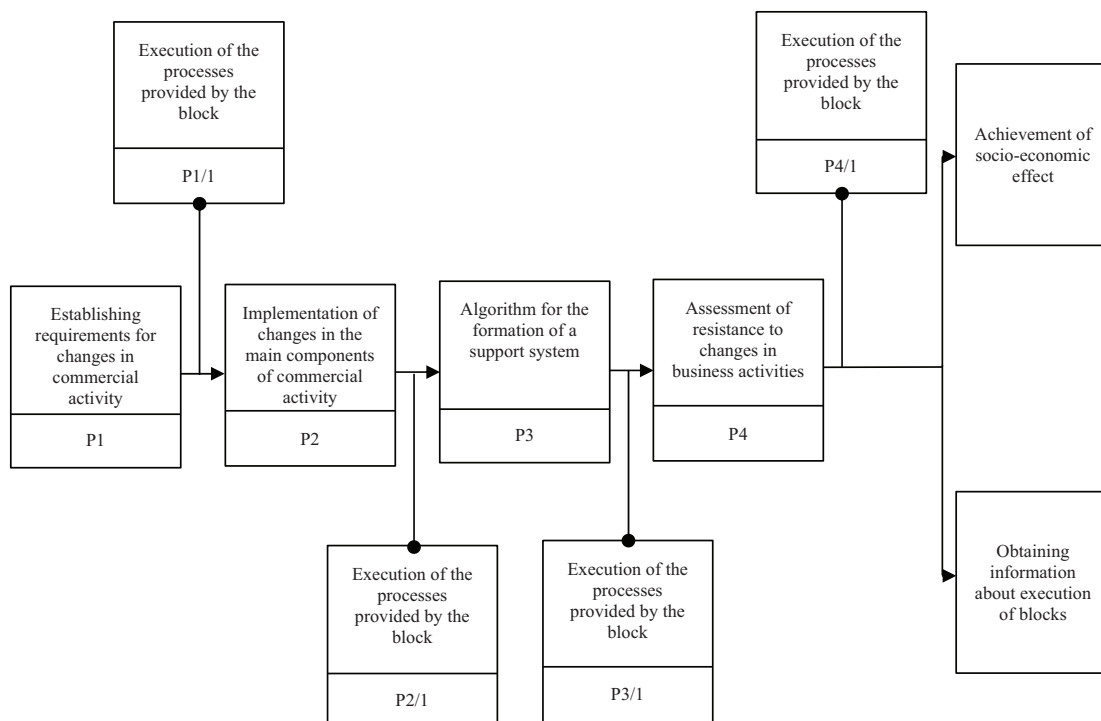 Execution of the
processes
provided by the
block
P1/1
Execution of the
processes
provided by the
block
P4/1
Achievement of
socio-economic
effect
Establishing
requirements for
changes in
commercial
activity
P1
Implementation of
changes in the
main components
of commercial
activity
P2
Algorithm for the
formation of a
support system
P3
Assessment of
resistance to
changes in
business activities
P4
Execution of the
processes
provided by the
block
P2/1
Execution of the
processes
provided by the
block
P3/1
Obtaining
information
about execution
of blocks